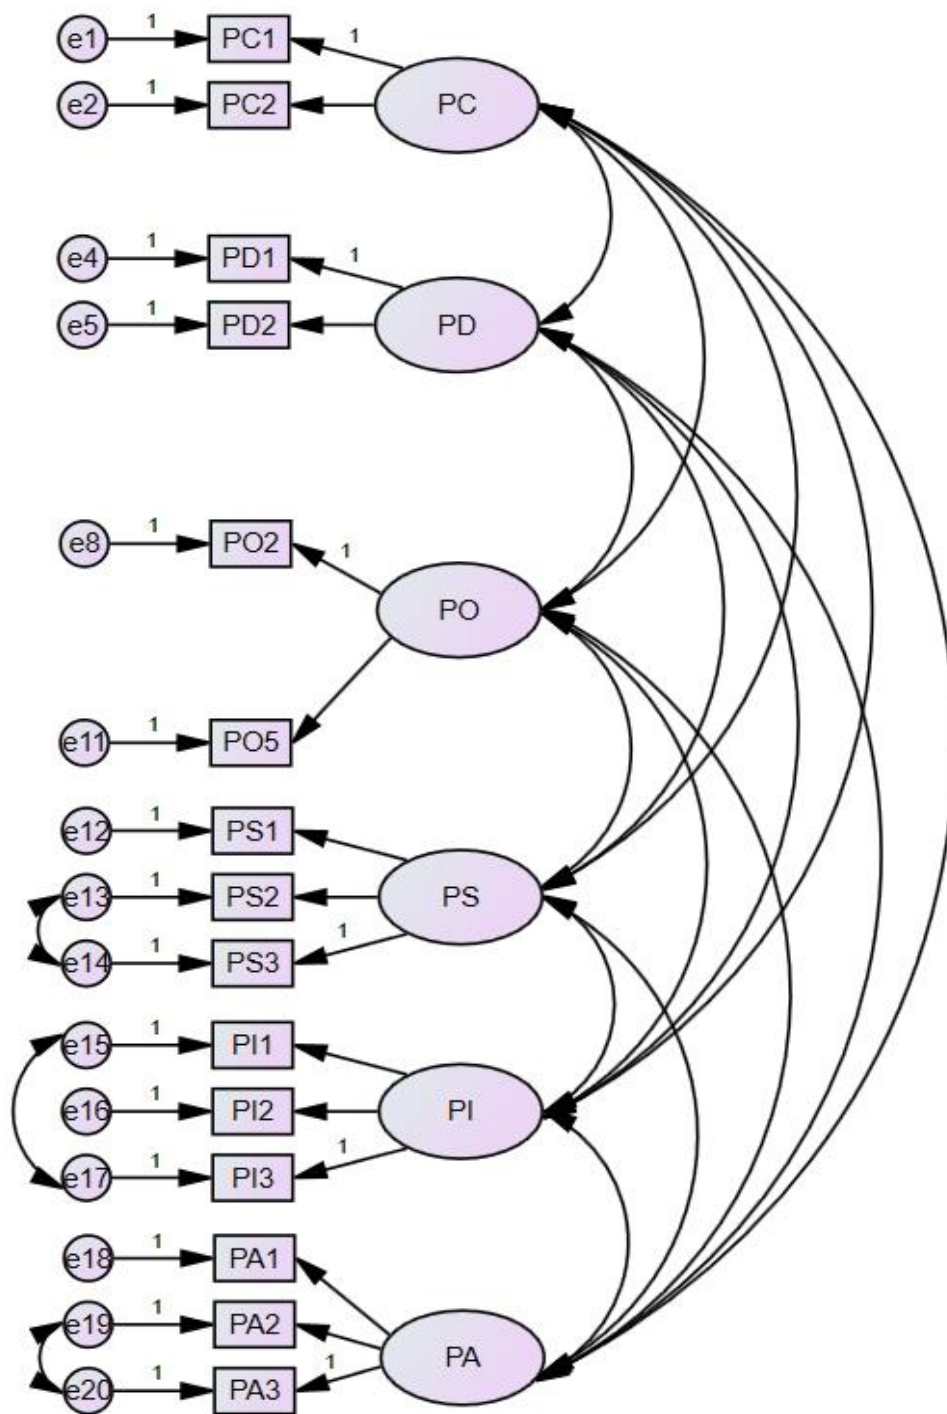 e1 1 PC1 1
PC
e2 1 PC2
e4 1 PD1 1
PD
e5 1 PD2
e8 1 PO2 1
PO
e11 1 PO5
e12 1 PS1
e13 1 PS2 PS
e14 1 PS3 1
e15 1 PI1
e16 1 PI2 PI
e17 1 PI3 1
e18 1 PA1
e19 1 PA2
PA
e20 1 PA3 1